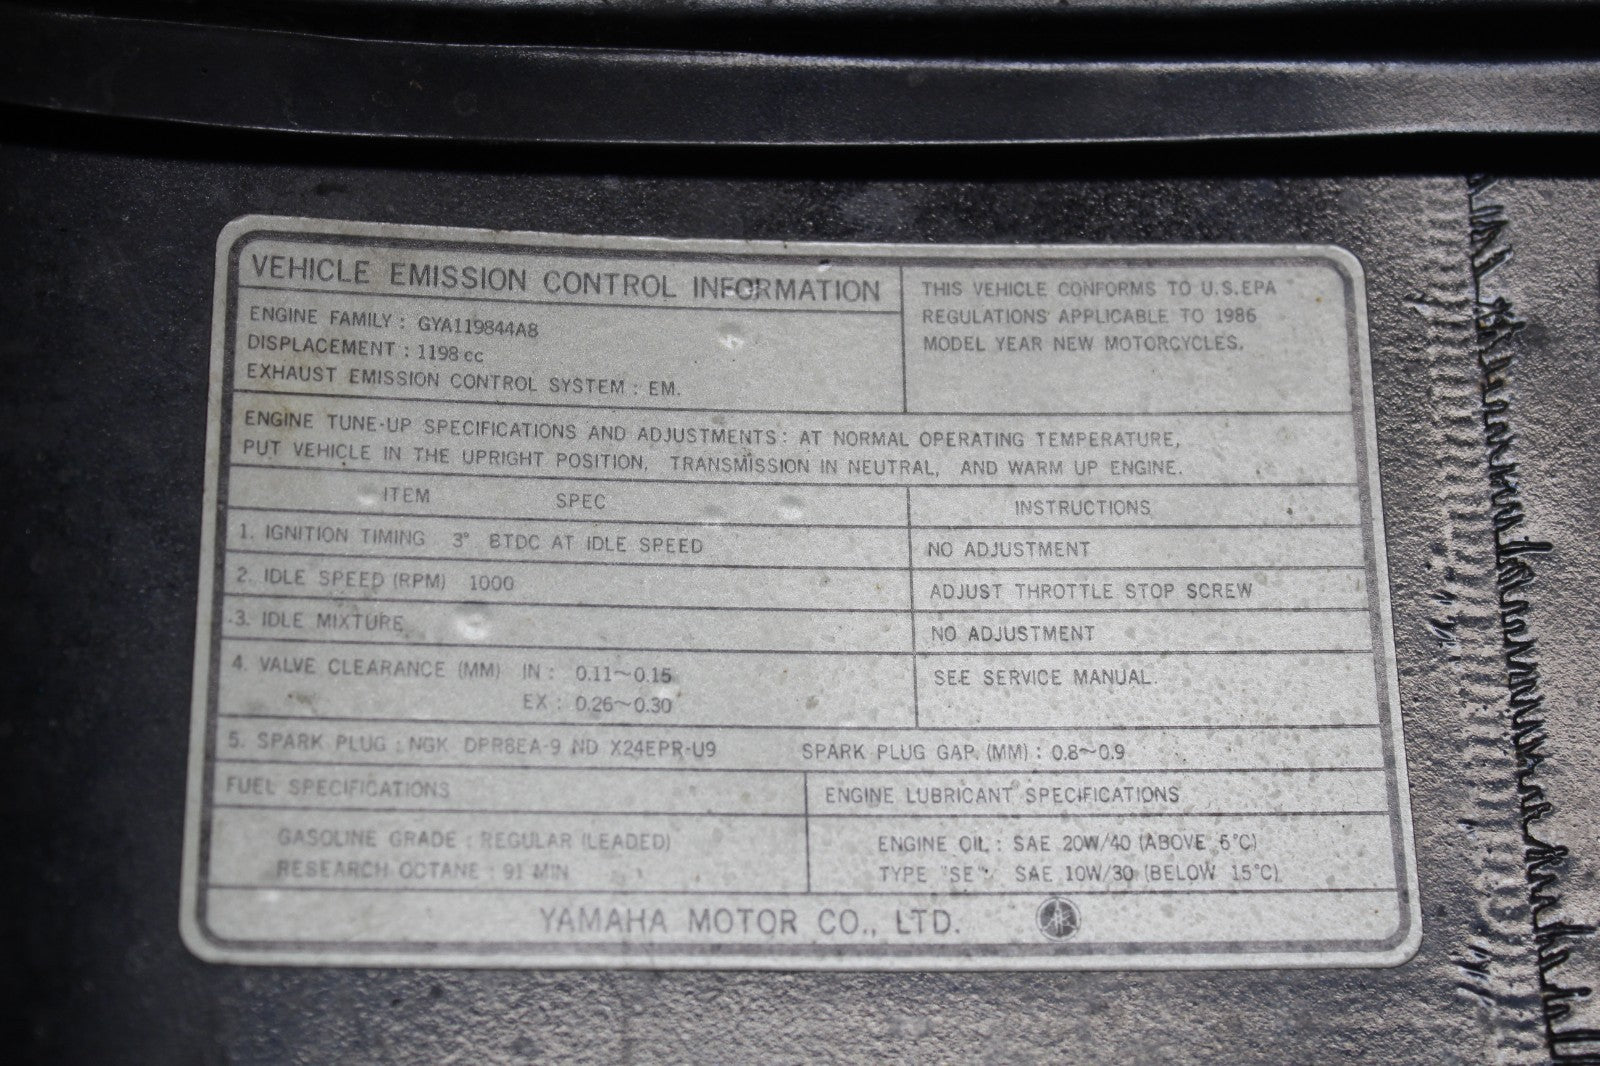 VEHICLE EMISSION CONTROL INFORMATION
ENGINE FAMILY : GYA119844A8
DISPLACEMENT : 1198 cc
EXHAUST EMISSION CONTROL SYSTEM : EM.
THIS VEHICLE CONFORMS TO U.S.EPA
REGULATIONS APPLICABLE TO 1986
MODEL YEAR NEW MOTORCYCLES.
ENGINE TUNE-UP SPECIFICATIONS AND ADJUSTMENTS: AT NORMAL OPERATING TEMPERATURE,
PUT VEHICLE IN THE UPRIGHT POSITION, TRANSMISSION IN NEUTRAL, AND WARM UP ENGINE.
ITEM SPEC INSTRUCTIONS
1. IGNITION TIMING 3° BTDC AT IDLE SPEED NO ADJUSTMENT
2. IDLE SPEED (RPM) 1000 ADJUST THROTTLE STOP SCREW
3. IDLE MIXTURE NO ADJUSTMENT
4. VALVE CLEARANCE (MM) IN : 0.11~0.15 SEE SERVICE MANUAL.
EX : 0.26~0.30
5. SPARK PLUG : NGK DPR8EA-9 ND X24EPR-U9 SPARK PLUG GAP. (MM) : 0.8~0.9
FUEL SPECIFICATIONS
GASOLINE GRADE : REGULAR (LEADED)
RESEARCH OCTANE : 91 MIN
ENGINE LUBRICANT SPECIFICATIONS
ENGINE OIL : SAE 20W/40 (ABOVE 5°C)
TYPE "SE" SAE 10W/30 (BELOW 15°C)
YAMAHA MOTOR CO., LTD.